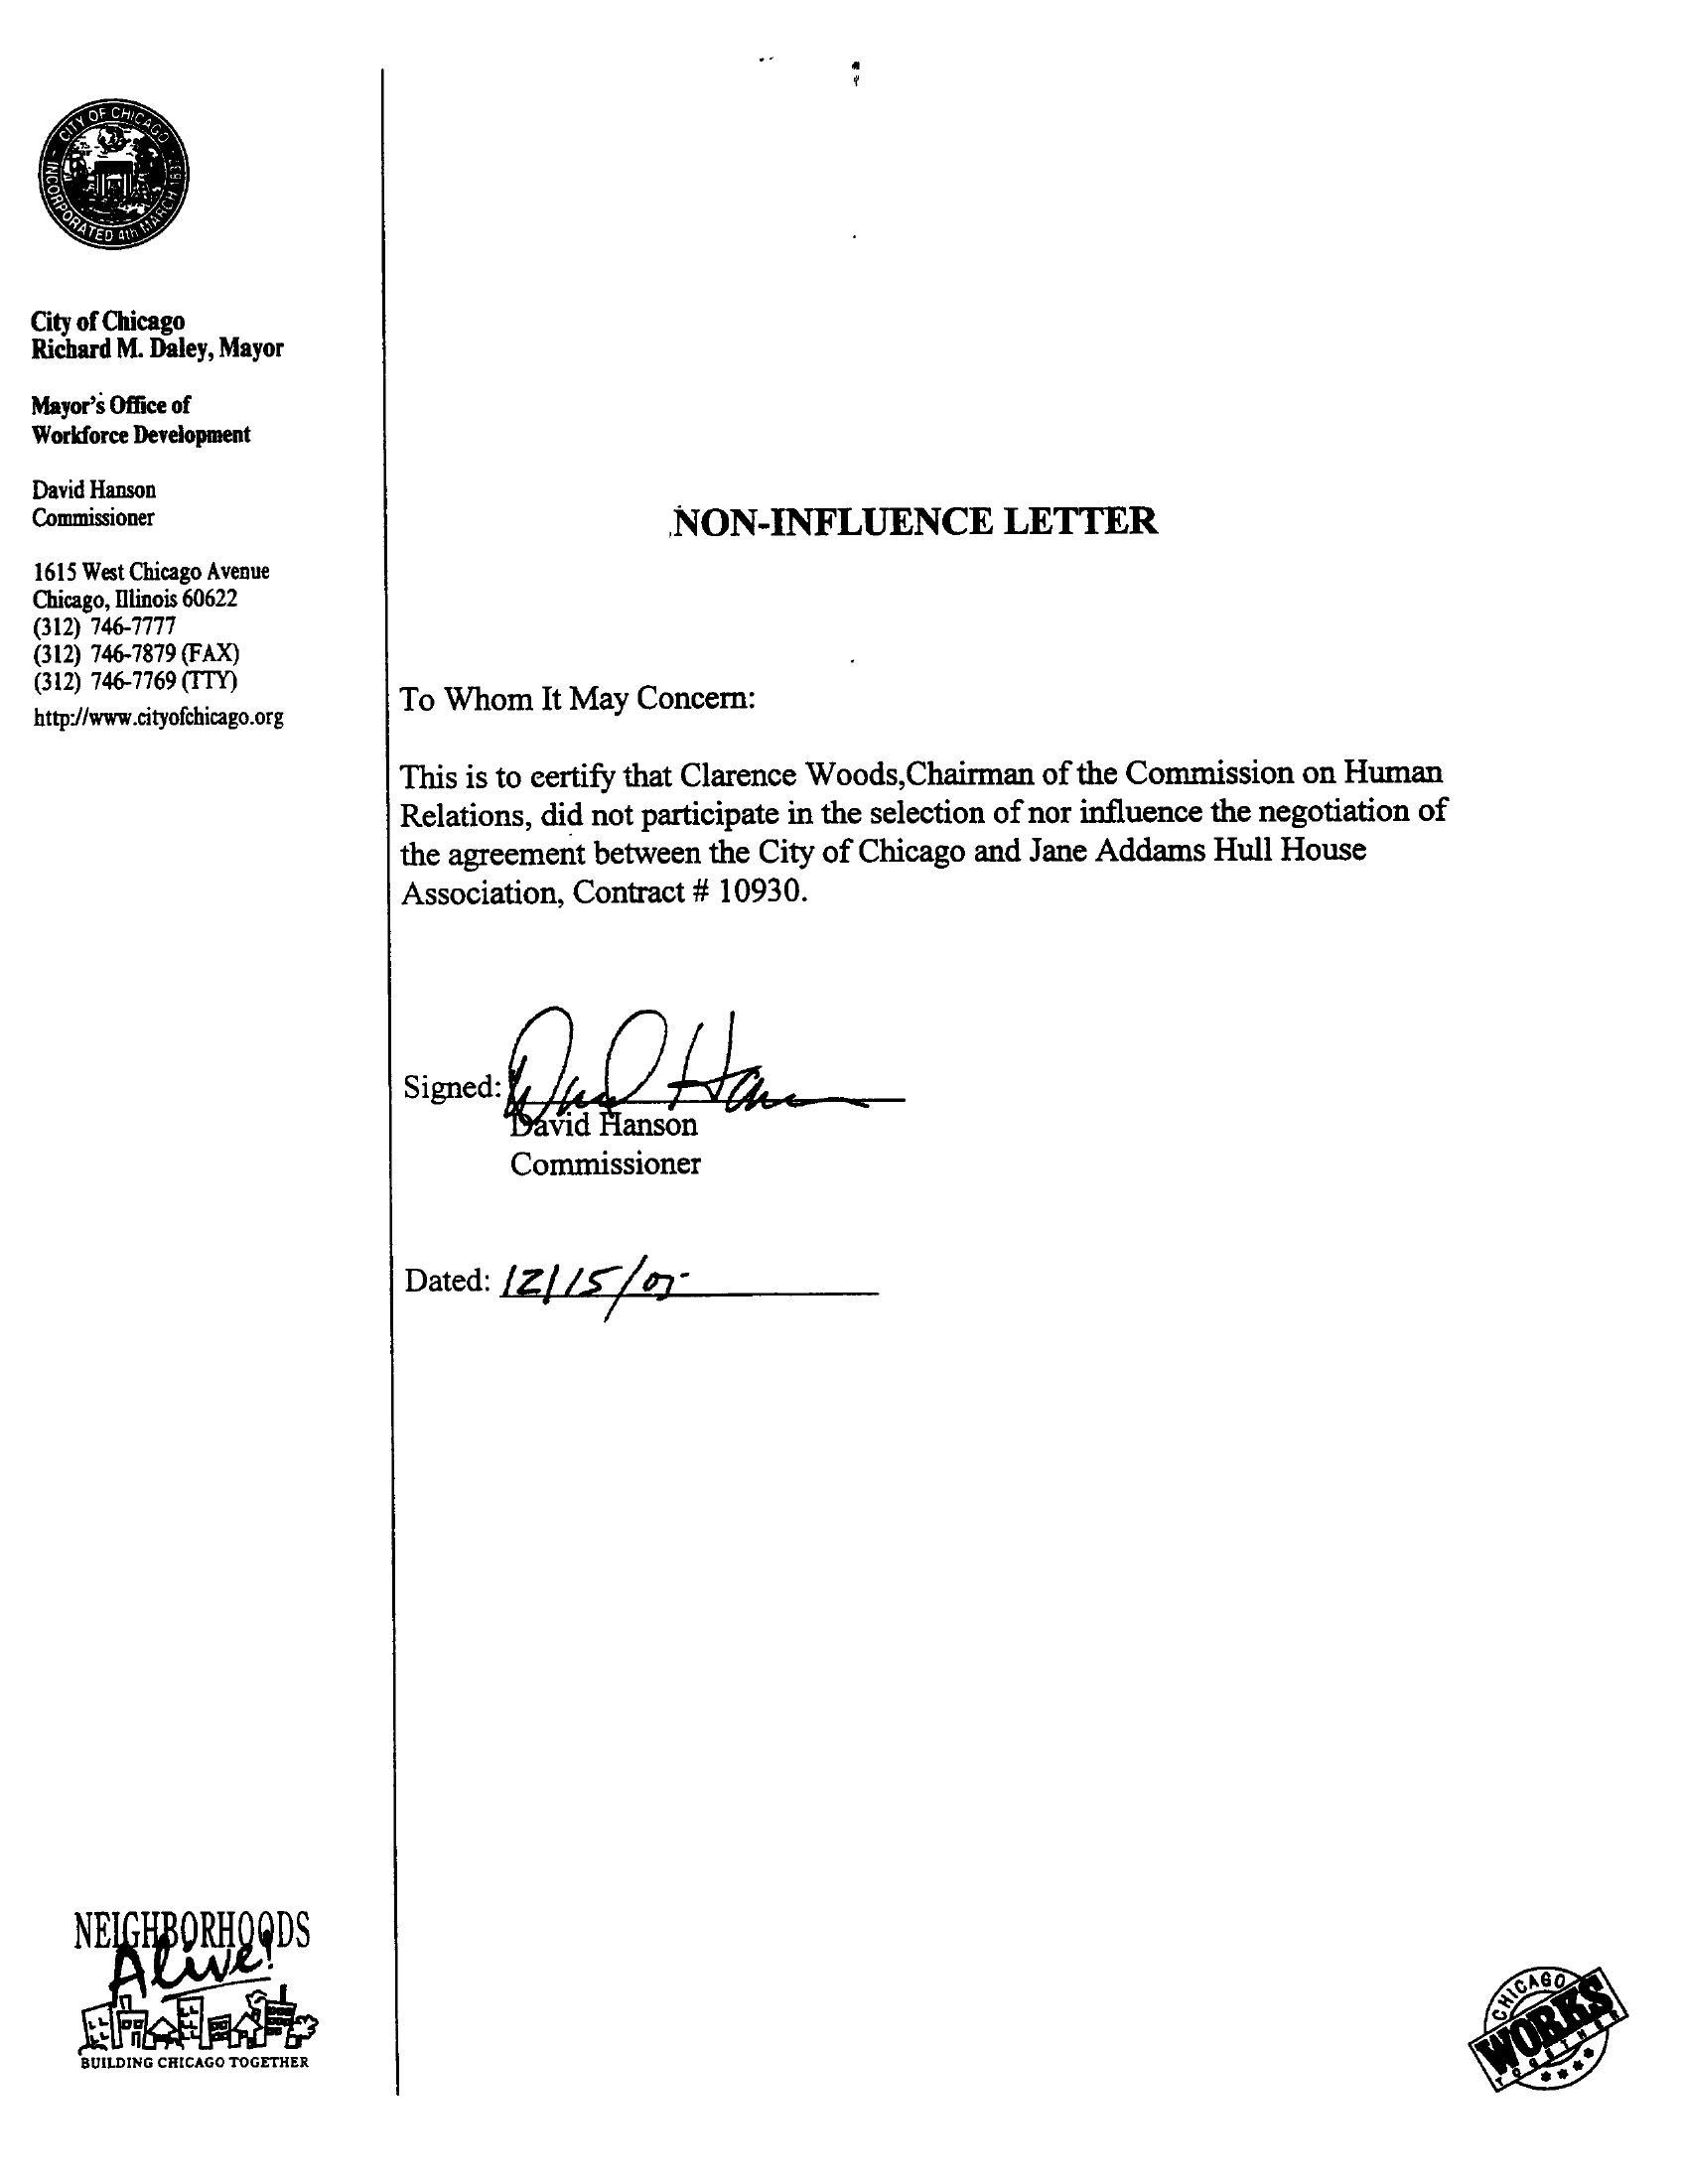 CITY OF CHICAGO
INCORPORATED 4th MARCH 1837
City of Chicago
Richard M. Daley, Mayor
Mayor's Office of
Workforce Development
David Hanson
Commissioner
1615 West Chicago Avenue
Chicago, Illinois 60622
(312) 746-7777
(312) 746-7879 (FAX)
(312) 746-7769 (TTY)
http://www.cityofchicago.org
NON-INFLUENCE LETTER
To Whom It May Concern:
This is to certify that Clarence Woods,Chairman of the Commission on Human
Relations, did not participate in the selection of nor influence the negotiation of
the agreement between the City of Chicago and Jane Addams Hull House
Association, Contract # 10930.
Signed: David Hanson
David Hanson
Commissioner
Dated: 12/15/05
NEIGHBORHOODS
Alive!
BUILDING CHICAGO TOGETHER
CHICAGO
WORKS
TOGETHER